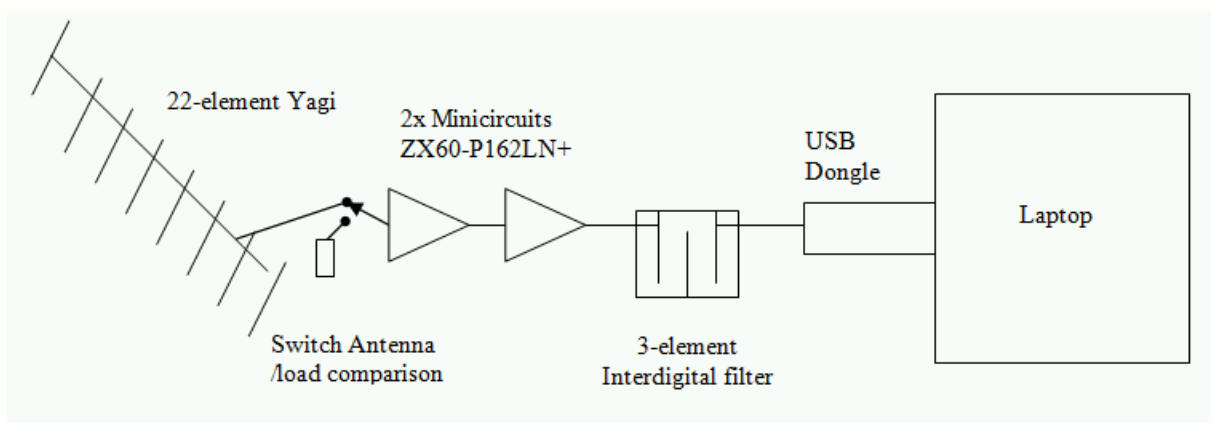 22-element Yagi
2x Minicircuits
ZX60-P162LN+
USB
Dongle
Laptop
Switch Antenna
/load comparison
3-element
Interdigital filter